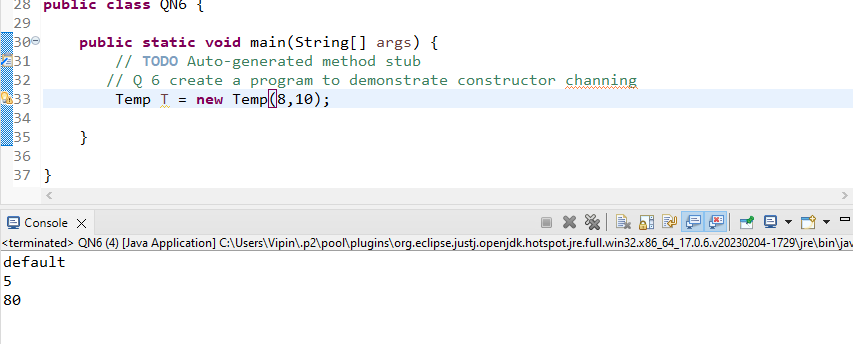 28 public class QN6 {
29
30 public static void main(String[] args) {
31 // TODO Auto-generated method stub
32 // Q 6 create a program to demonstrate constructor channing
33 Temp T = new Temp(8,10);
34
35 }
36
37 }
Console
<terminated> QN6 (4) [Java Application] C:\Users\Vipin\.p2\pool\plugins\org.eclipse.justj.openjdk.hotspot.jre.full.win32.x86_64_17.0.6.v20230204-1729\jre\bin\jav
default
5
80